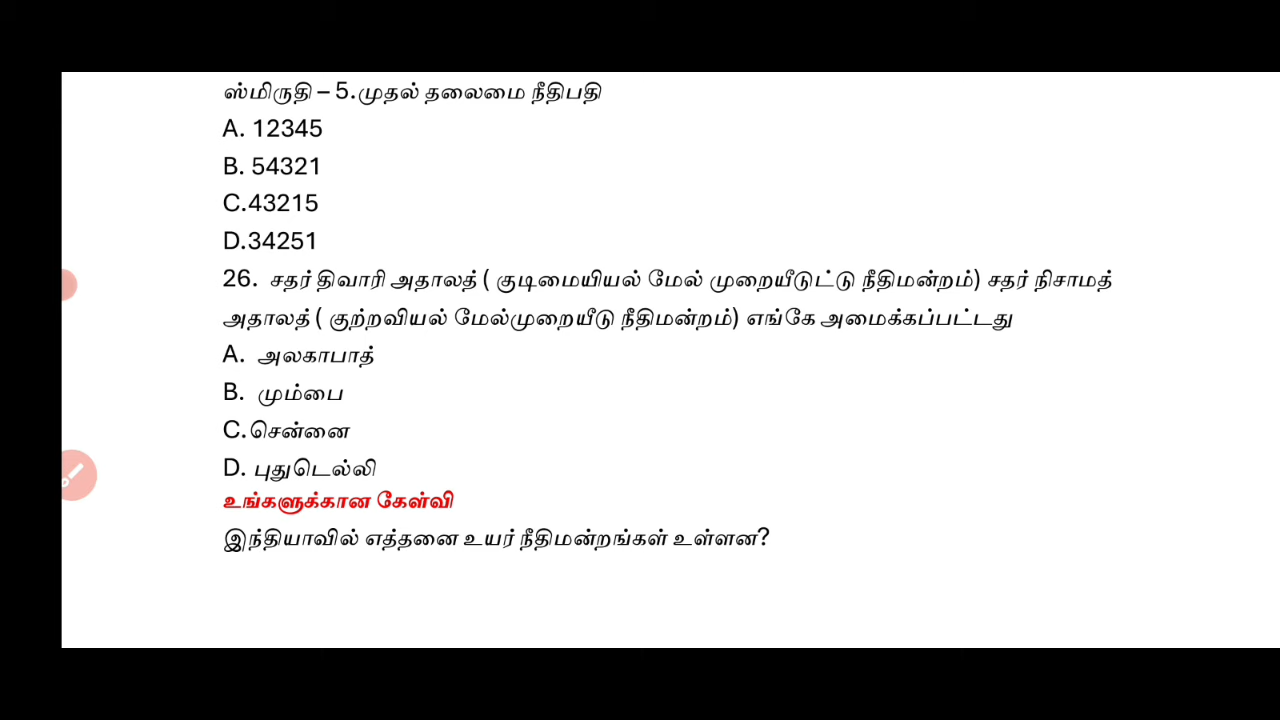 ஸ்மிருதி – 5.முதல் தலைமை நீதிபதி
A. 12345
B. 54321
C.43215
D.34251
26. சதர் திவாரி அதாலத் ( குடிமையியல் மேல் முறையீடுட்டு நீதிமன்றம்) சதர் நிசாமத்
அதாலத் ( குற்றவியல் மேல்முறையீடு நீதிமன்றம்) எங்கே அமைக்கப்பட்டது
A. அலகாபாத்
B. மும்பை
C.சென்னை
D. புதுடெல்லி
உங்களுக்கான கேள்வி
இந்தியாவில் எத்தனை உயர் நீதிமன்றங்கள் உள்ளன?